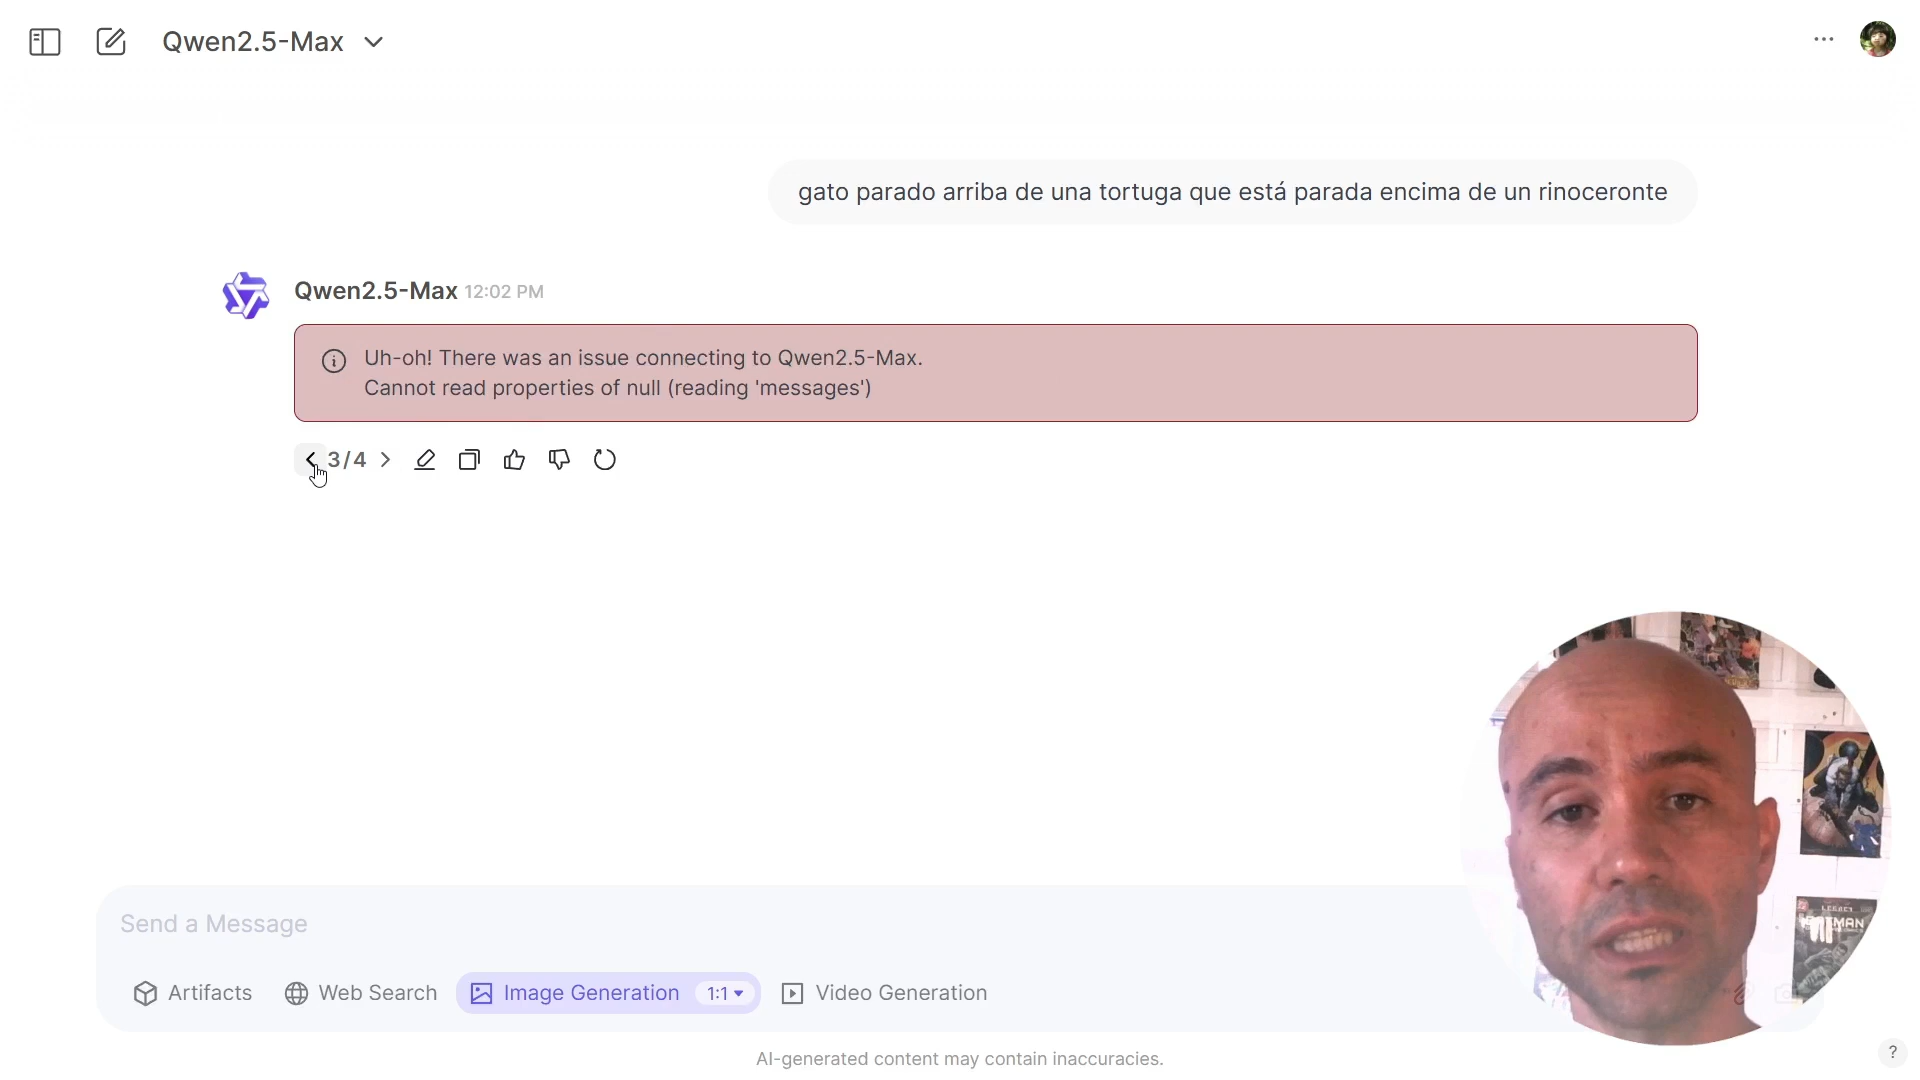 Qwen2.5-Max
gato parado arriba de una tortuga que está parada encima de un rinoceronte
Qwen2.5-Max 12:02 PM
Uh-oh! There was an issue connecting to Qwen2.5-Max.
Cannot read properties of null (reading 'messages')
3/4
Send a Message
Artifacts
Web Search
Image Generation
1:1
Video Generation
AI-generated content may contain inaccuracies.
?